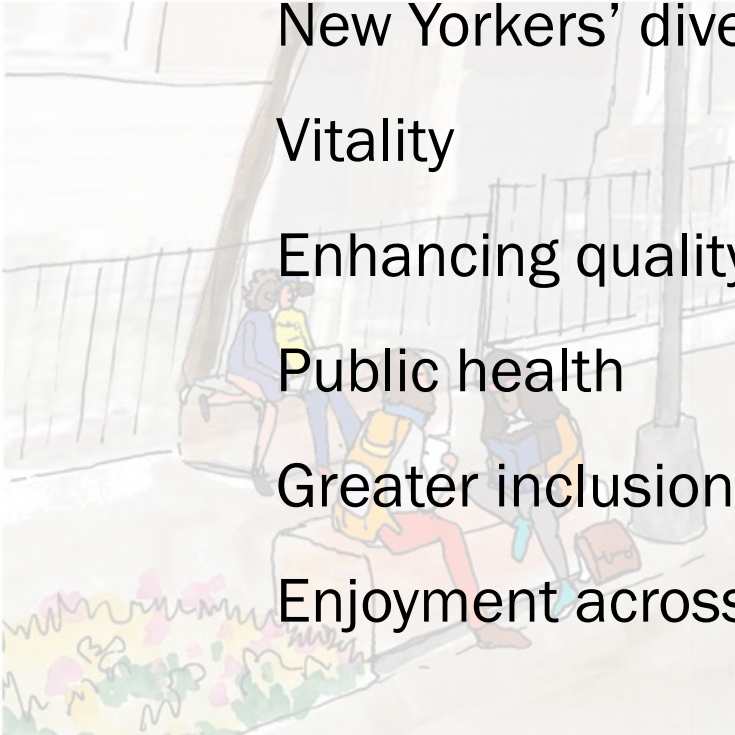 New Yorkers’ dive
Vitality
Enhancing quality
Public health
Greater inclusion
Enjoyment across